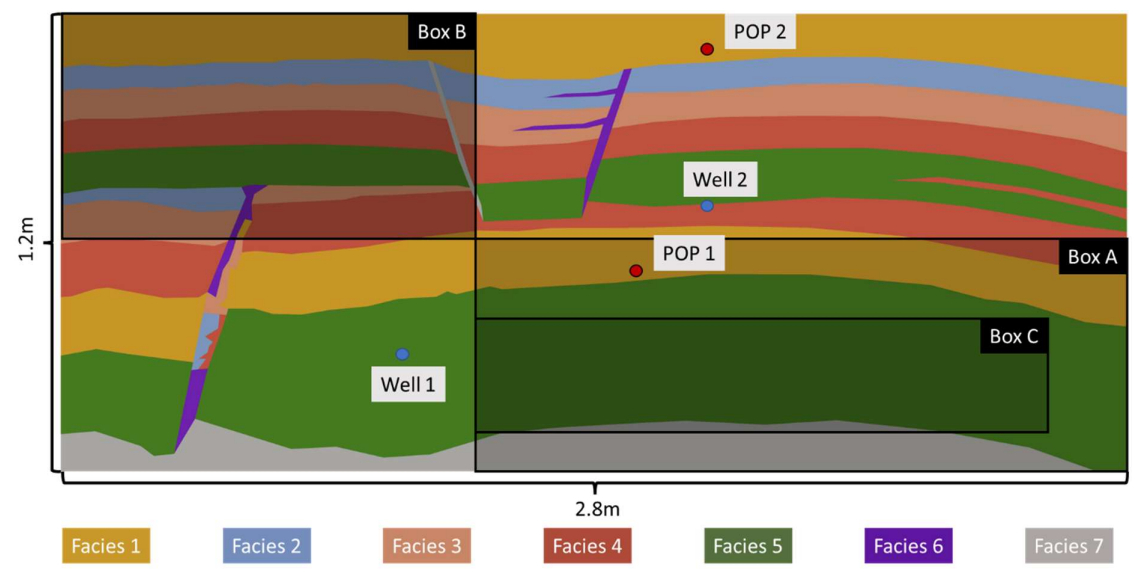 Box B
POP 2
Well 2
1.2m
POP 1
Box A
Box C
Well 1
2.8m
Facies 1 Facies 2 Facies 3 Facies 4 Facies 5 Facies 6 Facies 7